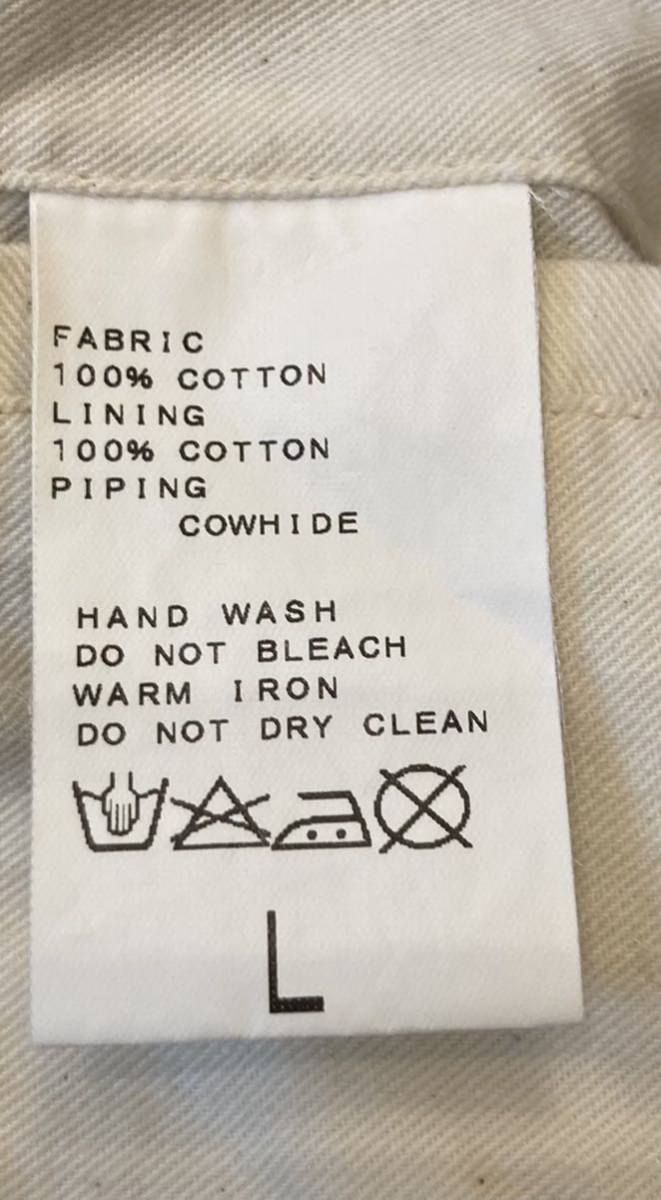 FABRIC
100% COTTON
LINING
100% COTTON
PIPING
COWHIDE
HAND WASH
DO NOT BLEACH
WARM IRON
DO NOT DRY CLEAN
L